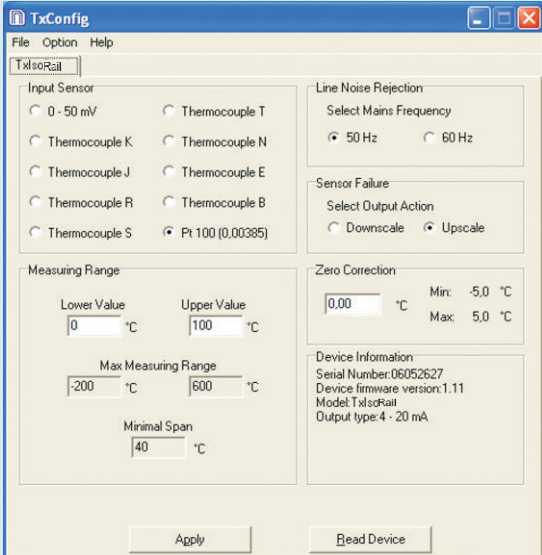 TxConfig
File Option Help
TxIsoRail
Input Sensor
0 - 50 mV
Thermocouple T
Thermocouple K
Thermocouple N
Thermocouple J
Thermocouple E
Thermocouple R
Thermocouple B
Thermocouple S
Pt 100 (0,00385)
Line Noise Rejection
Select Mains Frequency
50 Hz
60 Hz
Sensor Failure
Select Output Action
Downscale
Upscale
Measuring Range
Lower Value
Upper Value
0 °C
100 °C
Max Measuring Range
-200 °C
600 °C
Minimal Span
40 °C
Zero Correction
0,00 °C
Min: -5,0 °C
Max: 5,0 °C
Device Information
Serial Number:06052627
Device firmware version:1.11
Model:TxIsoRail
Output type:4 - 20 mA
Apply
Read Device